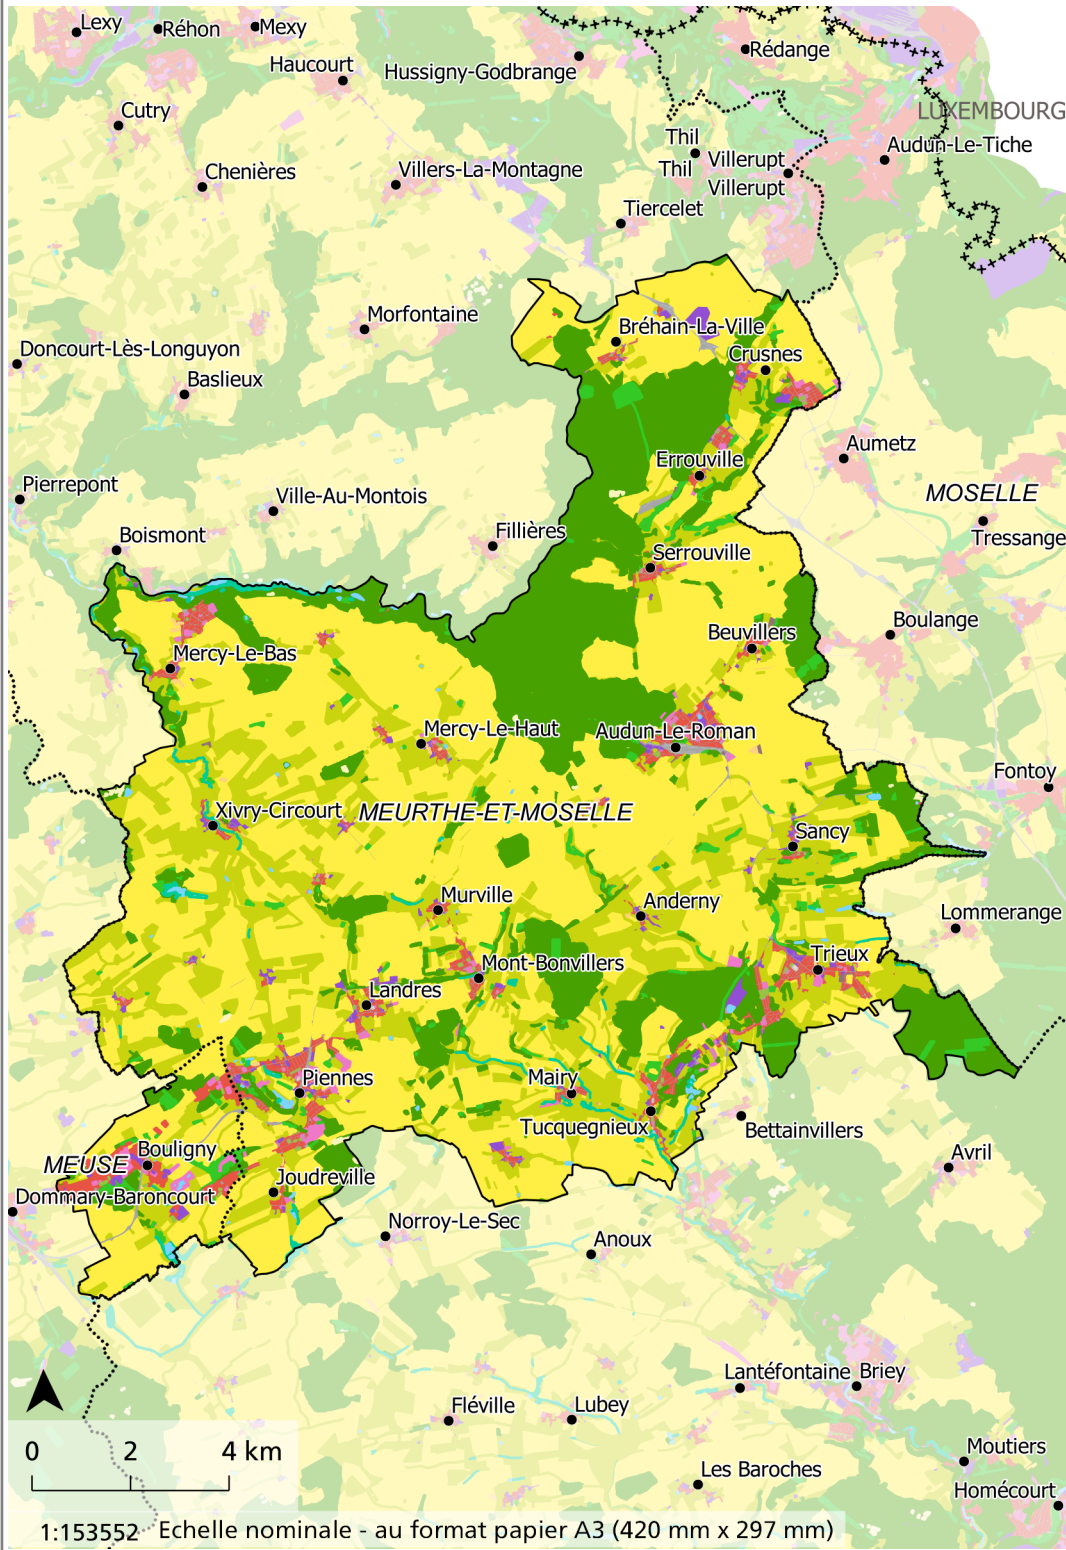 Lexy
Réhon
Mexy
Haucourt
Hussigny-Godbrange
Rédange
LUXEMBOURG
Cutry
Thil
Thil
Villerupt
Villerupt
Audun-Le-Tiche
Chenières
Villers-La-Montagne
Tiercelet
Morfontaine
Bréhain-La-Ville
Crusnes
Doncourt-Lès-Longuyon
Baslieux
Aumetz
Errouville
MOSELLE
Pierrepont
Ville-Au-Montois
Tressange
Boismont
Fillières
Serrouville
Boulange
Beuvillers
Mercy-Le-Bas
Mercy-Le-Haut
Audun-Le-Roman
Fontoy
Xivry-Circourt
MEURTHE-ET-MOSELLE
Sancy
Murville
Anderny
Lommerange
Mont-Bonvillers
Trieux
Landres
Piennes
Mairy
Tucquegnieux
Bettainvillers
Bouligny
MEUSE
Joudreville
Avril
Dommary-Baroncourt
Norroy-Le-Sec
Anoux
Lantéfontaine
Briey
Fléville
Lubey
Moutiers
Les Baroches
Homécourt
0 2 4 km
1:153552 Echelle nominale - au format papier A3 (420 mm x 297 mm)